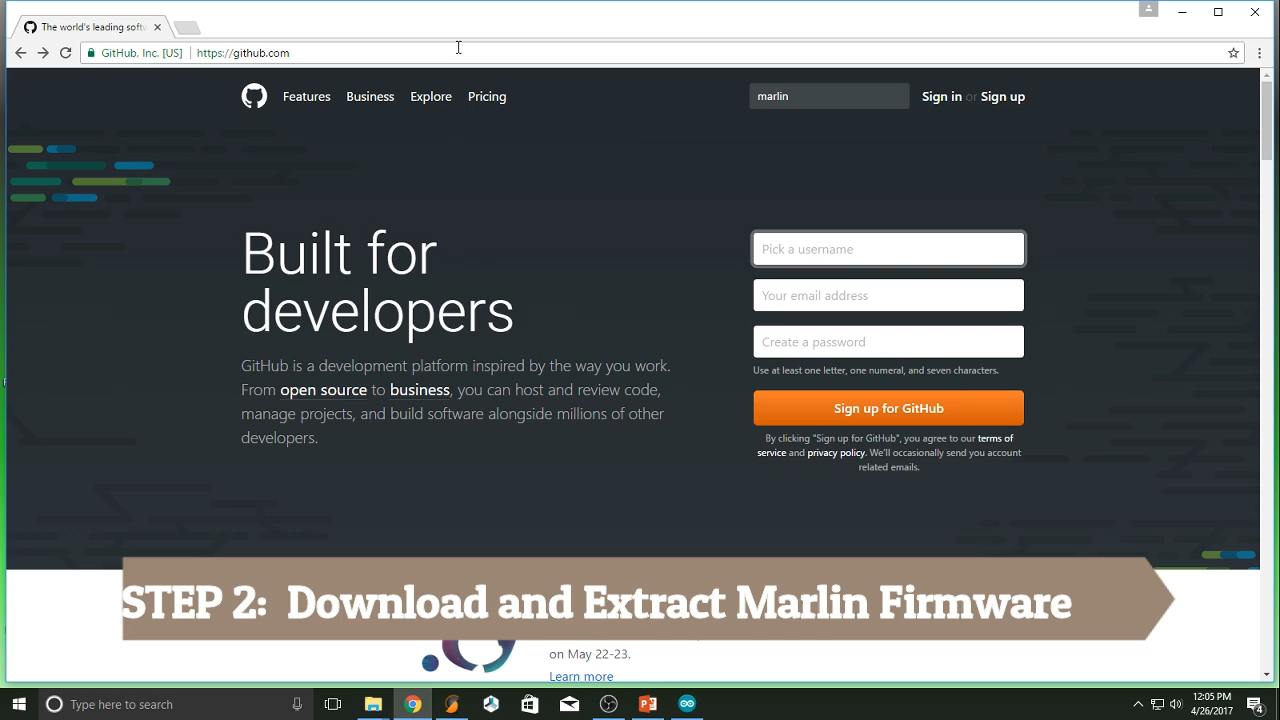 The world's leading softw
GitHub, Inc. [US]
https://github.com
Features
Business
Explore
Pricing
marlin
Sign in or Sign up
Built for
developers
GitHub is a development platform inspired by the way you work.
From open source to business, you can host and review code,
manage projects, and build software alongside millions of other
developers.
Pick a username
Your email address
Create a password
Use at least one letter, one numeral, and seven characters.
Sign up for GitHub
By clicking "Sign up for GitHub", you agree to our terms of
service and privacy policy. We'll occasionally send you account
related emails.
STEP 2: Download and Extract Marlin Firmware
on May 22-23.
Learn more
Type here to search
12:05 PM
4/26/2017
4